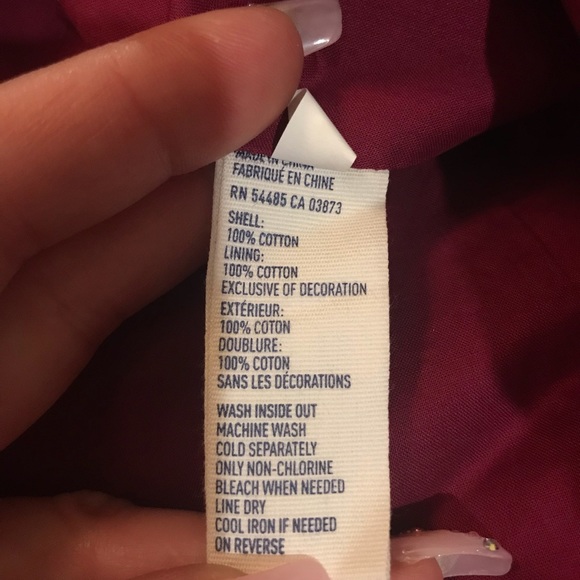 MADE IN CHINA
FABRIQUÉ EN CHINE
RN 54485 CA 03873
SHELL:
100% COTTON
LINING:
100% COTTON
EXCLUSIVE OF DECORATION
EXTÉRIEUR:
100% COTON
DOUBLURE:
100% COTON
SANS LES DÉCORATIONS
WASH INSIDE OUT
MACHINE WASH
COLD SEPARATELY
ONLY NON-CHLORINE
BLEACH WHEN NEEDED
LINE DRY
COOL IRON IF NEEDED
ON REVERSE